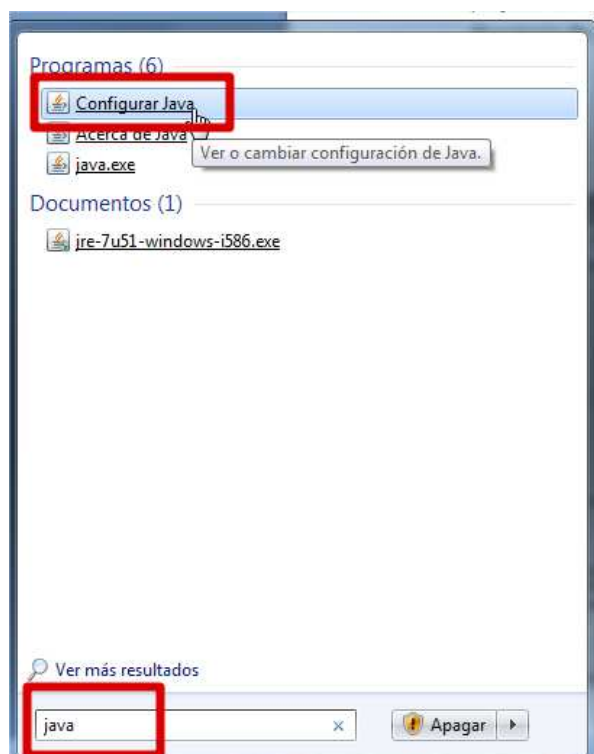 Programas (6)
Configurar Java
Acerca de Java
Ver o cambiar configuración de Java.
java.exe
Documentos (1)
jre-7u51-windows-i586.exe
Ver más resultados
java
Apagar